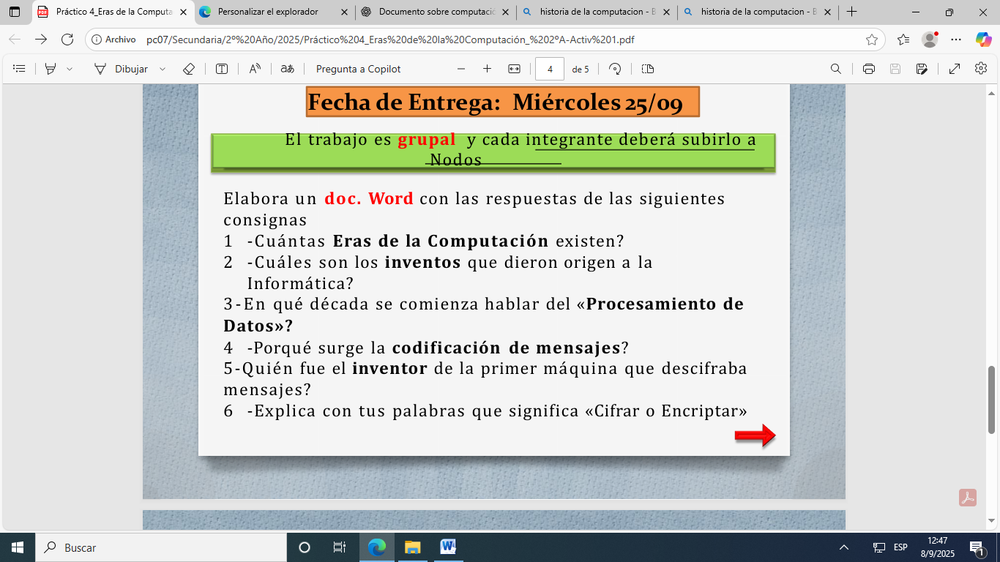 Práctico 4_Eras de la Computa
Personalizar el explorador
Documento sobre computació
historia de la computacion - B
historia de la computacion - B
Archivo
pc07/Secundaria/2º%20Año/2025/Práctico%204_Eras%20de%20la%20Computación_%202ºA-Activ%201.pdf
Dibujar
Pregunta a Copilot
4
de 5
Fecha de Entrega: Miércoles 25/09
El trabajo es grupal y cada integrante deberá subirlo a
Nodos
Elabora un doc. Word con las respuestas de las siguientes
consignas
1 -Cuántas Eras de la Computación existen?
2 -Cuáles son los inventos que dieron origen a la
Informática?
3-En qué década se comienza hablar del «Procesamiento de
Datos»?
4 -Porqué surge la codificación de mensajes?
5-Quién fue el inventor de la primer máquina que descifraba
mensajes?
6 -Explica con tus palabras que significa «Cifrar o Encriptar»
Buscar
ESP
12:47
8/9/2025
1